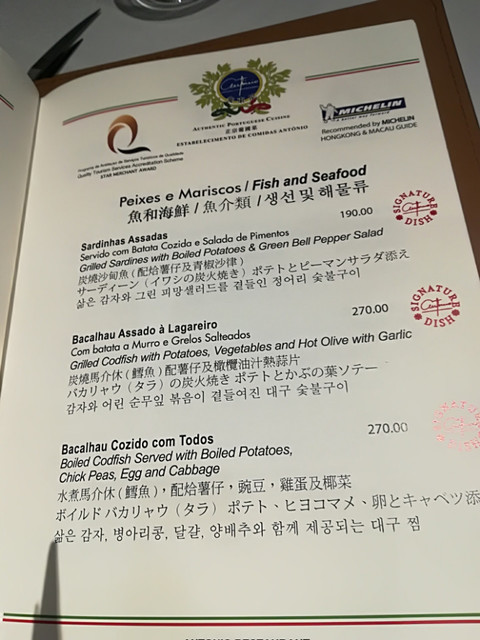 AUTHENTIC PORTUGUESE CUISINE
正宗葡國菜
ESTABELECIMENTO DE COMIDAS ANTÓNIO
Quality Tourism Services Accreditation Scheme
STAR MERCHANT AWARD
MICHELIN
Recommended by MICHELIN
HONGKONG & MACAU GUIDE
Peixes e Mariscos / Fish and Seafood
魚和海鮮 / 魚介類 / 생선 및 해물류
Sardinhas Assadas 190.00
SIGNATURE DISH
Servido com Batata Cozida e Salada de Pimentos
Grilled Sardines with Boiled Potatoes & Green Bell Pepper Salad
炭燒沙甸魚(配焓薯仔及青椒沙律)
サーディーン(イワシの炭火焼き)ポテトとピーマンサラダ添え
삶은 감자와 그린 피망샐러드를 곁들인 정어리 숯불구이
Bacalhau Assado à Lagareiro 270.00
SIGNATURE DISH
Com batata a Murro e Grelos Salteados
Grilled Codfish with Potatoes, Vegetables and Hot Olive with Garlic
炭燒馬介休(鱈魚)配薯仔及橄欖油汁熱蒜片
バカリャウ(タラ)の炭火焼き ポテトとかぶの葉ソテー
감자와 어린 순무잎 볶음이 곁들여진 대구 숯불구이
Bacalhau Cozido com Todos 270.00
Boiled Codfish Served with Boiled Potatoes,
Chick Peas, Egg and Cabbage
水煮馬介休(鱈魚),配焓薯仔,豌豆,雞蛋及椰菜
ボイルド バカリャウ(タラ) ポテト、ヒヨコマメ、卵とキャベツ添
삶은 감자, 병아리콩, 달걀, 양배추와 함께 제공되는 대구 찜